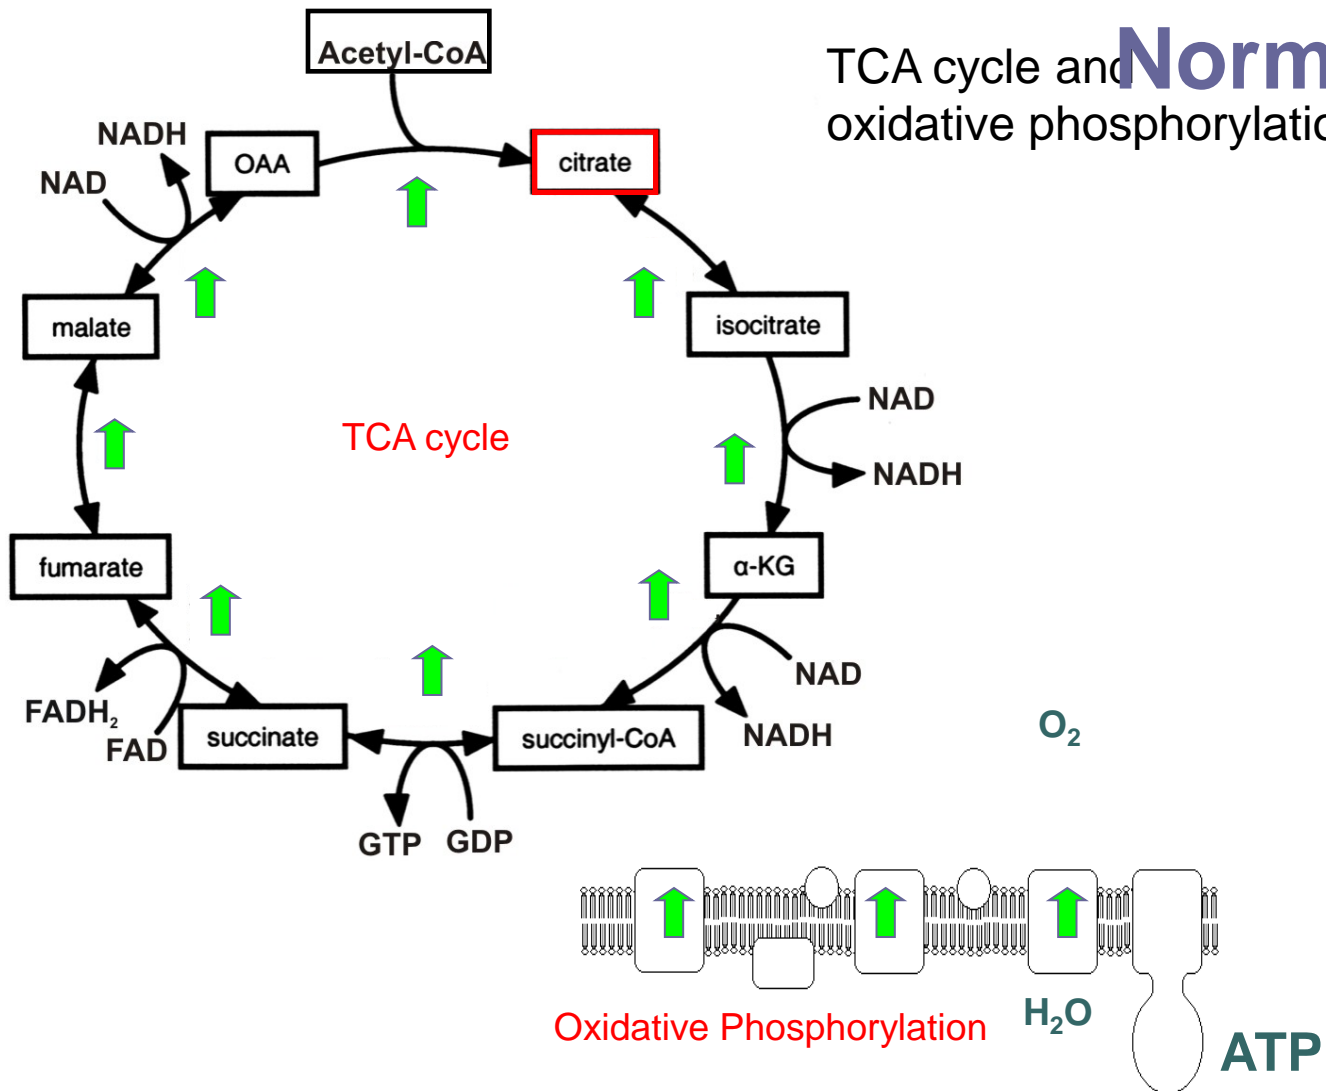 Acetyl-CoA
TCA cycle and
Norm
oxidative phosphorylatio
NADH
NAD
OAA
citrate
malate
isocitrate
NAD
TCA cycle
NADH
fumarate
α-KG
NAD
FADH₂
FAD
succinate
succinyl-CoA
NADH
O₂
GTP
GDP
Oxidative Phosphorylation
H₂O
ATP